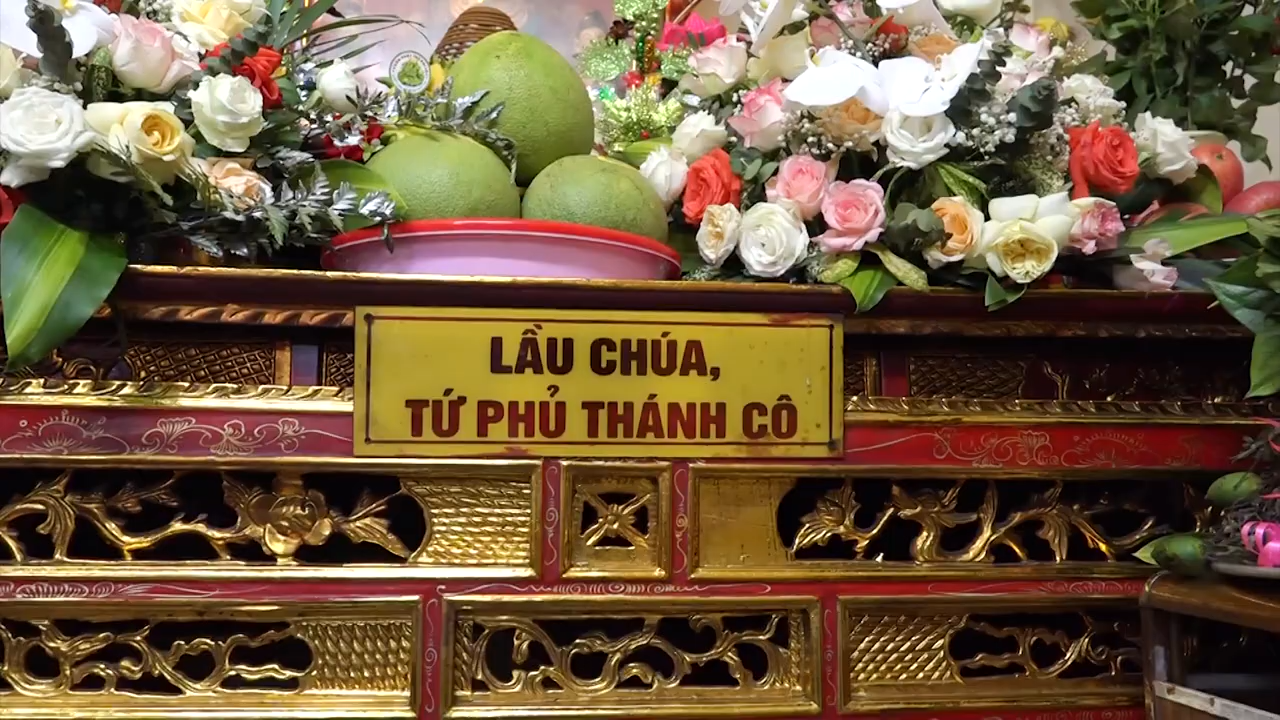 LẦU CHÚA,
TỨ PHỦ THÁNH CÔ